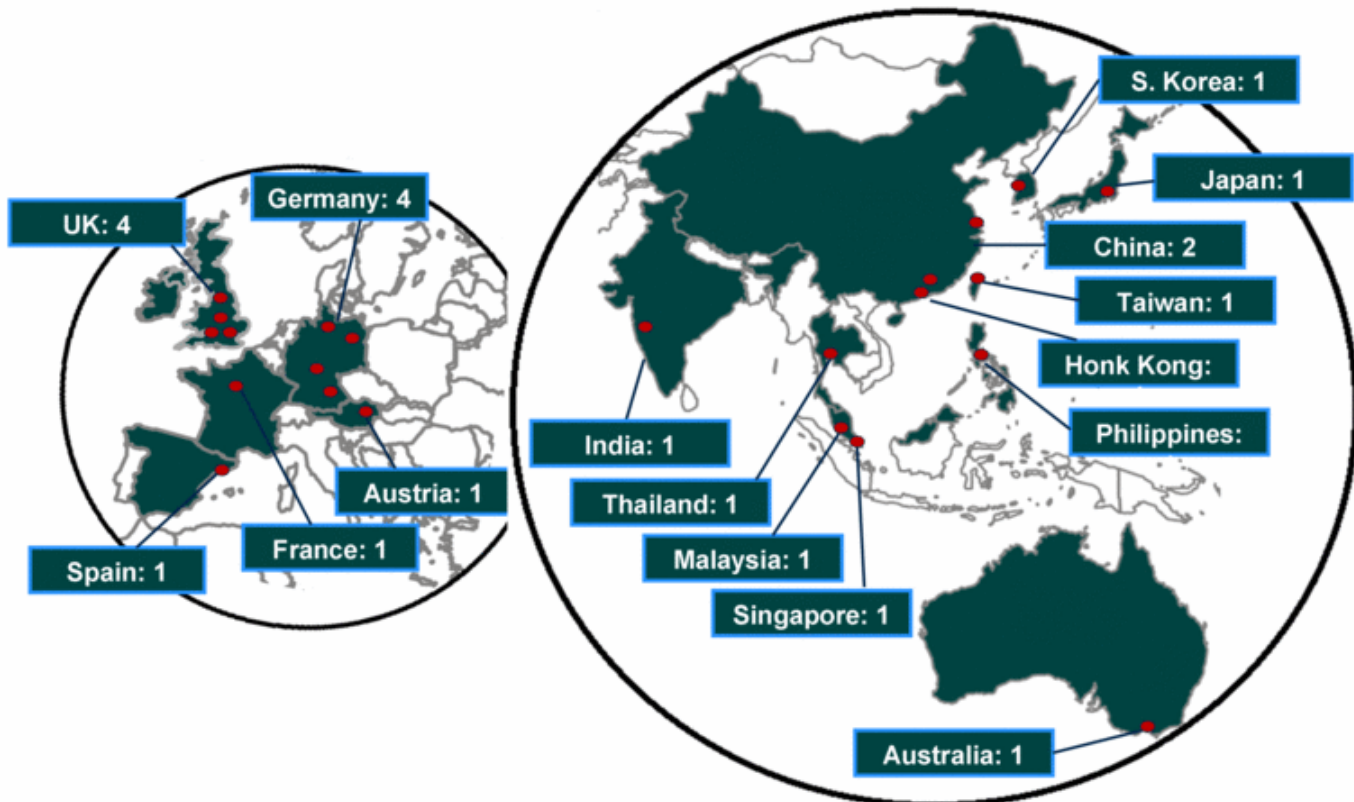 Germany: 4
UK: 4
Austria: 1
France: 1
Spain: 1
S. Korea: 1
Japan: 1
China: 2
Taiwan: 1
Honk Kong:
Philippines:
India: 1
Thailand: 1
Malaysia: 1
Singapore: 1
Australia: 1